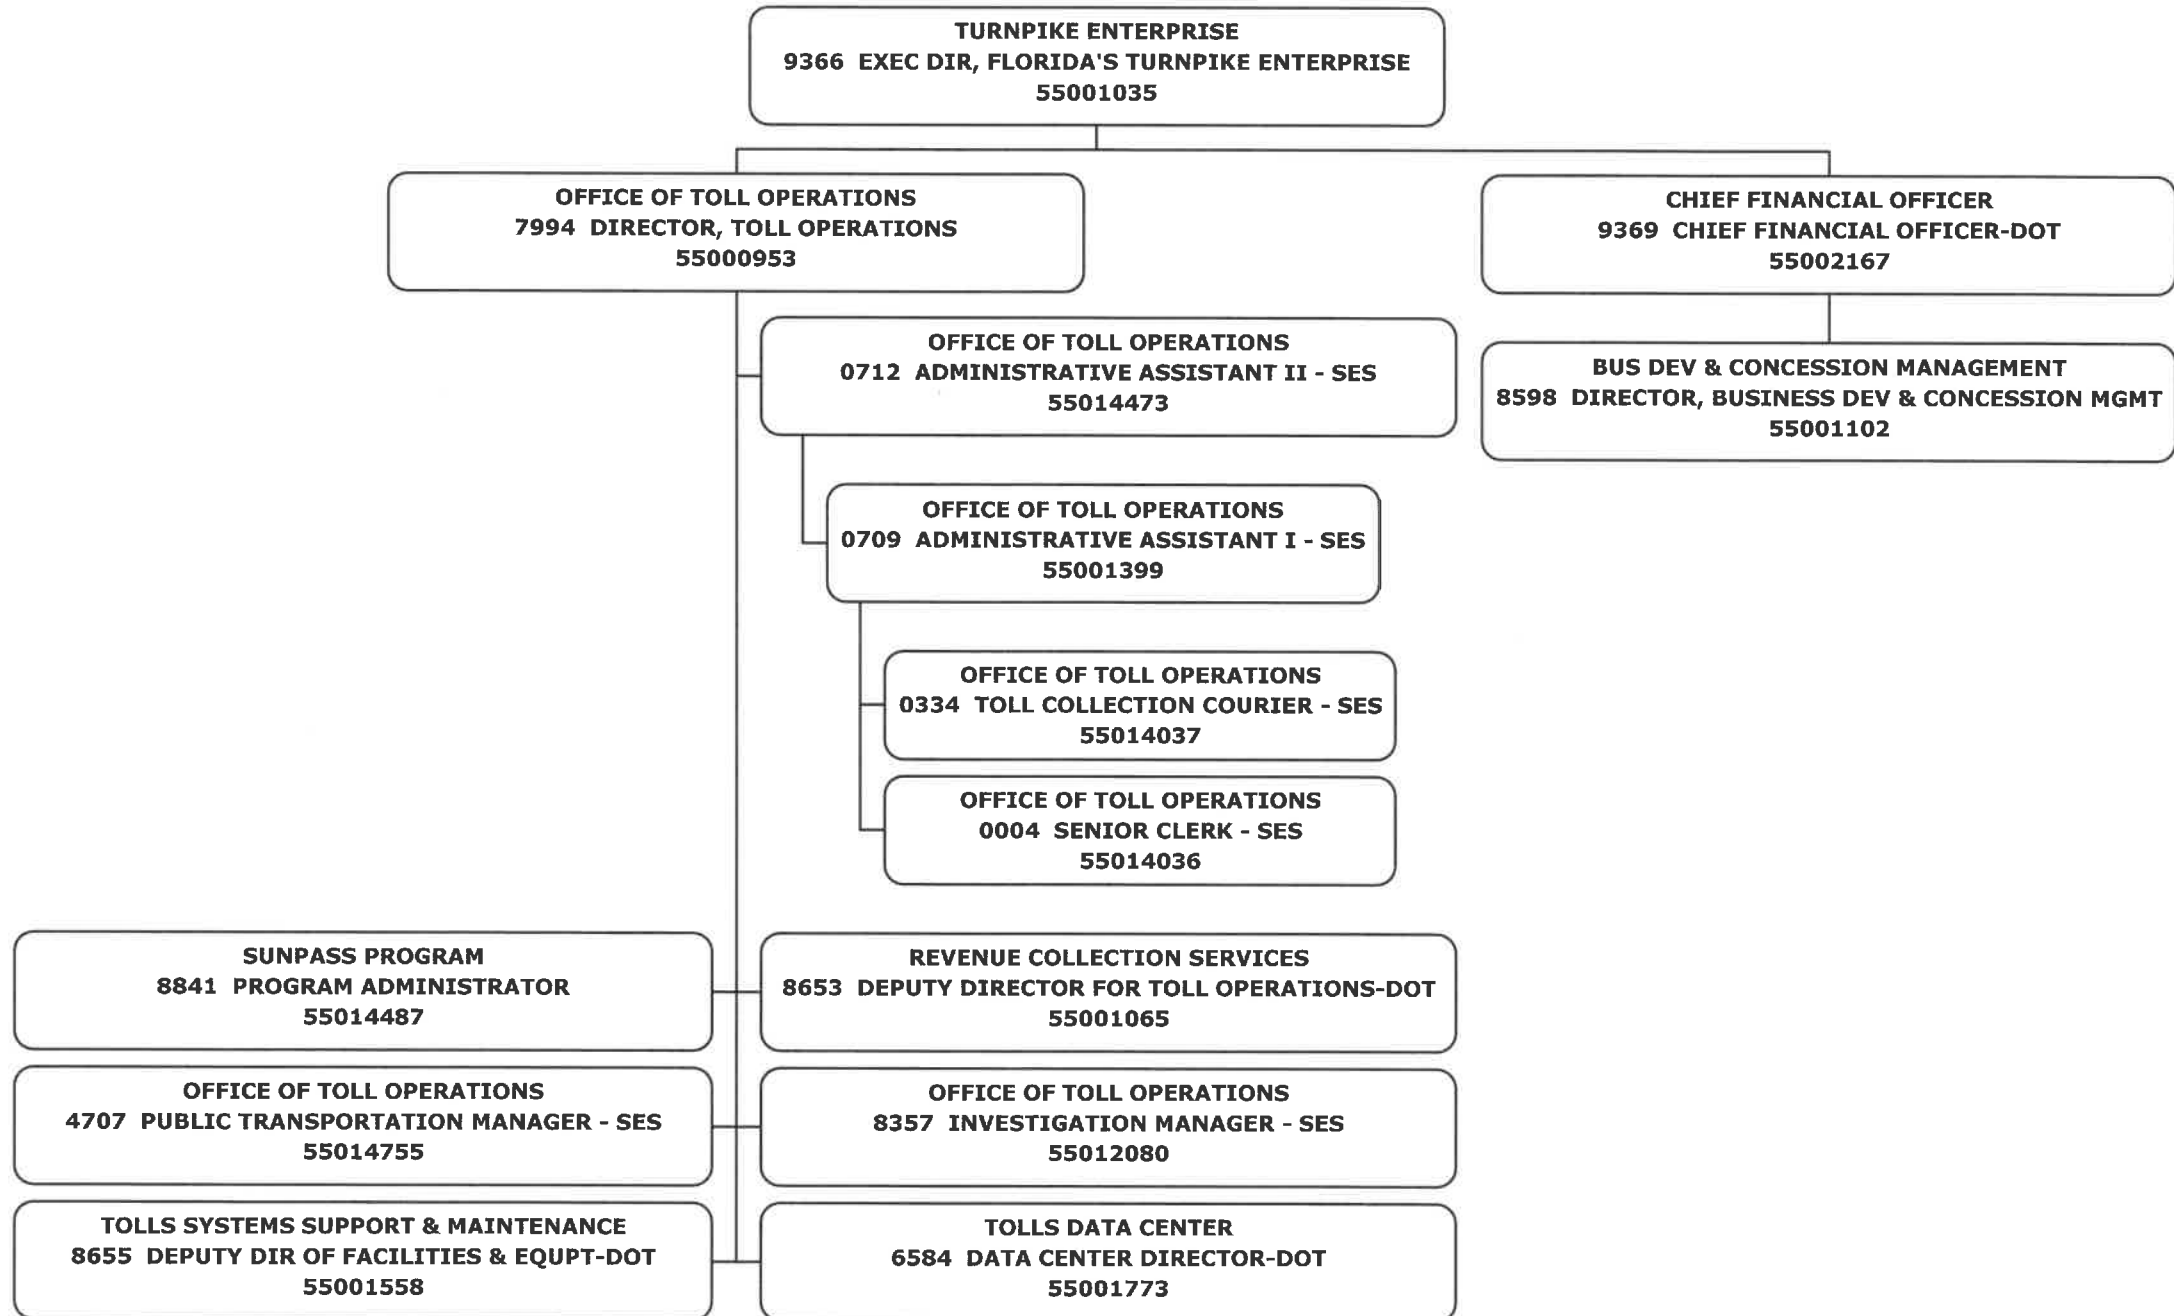 TURNPIKE ENTERPRISE
9366 EXEC DIR, FLORIDA'S TURNPIKE ENTERPRISE
55001035
OFFICE OF TOLL OPERATIONS
7994 DIRECTOR, TOLL OPERATIONS
55000953
CHIEF FINANCIAL OFFICER
9369 CHIEF FINANCIAL OFFICER-DOT
55002167
OFFICE OF TOLL OPERATIONS
0712 ADMINISTRATIVE ASSISTANT II - SES
55014473
BUS DEV & CONCESSION MANAGEMENT
8598 DIRECTOR, BUSINESS DEV & CONCESSION MGMT
55001102
OFFICE OF TOLL OPERATIONS
0709 ADMINISTRATIVE ASSISTANT I - SES
55001399
OFFICE OF TOLL OPERATIONS
0334 TOLL COLLECTION COURIER - SES
55014037
OFFICE OF TOLL OPERATIONS
0004 SENIOR CLERK - SES
55014036
SUNPASS PROGRAM
8841 PROGRAM ADMINISTRATOR
55014487
REVENUE COLLECTION SERVICES
8653 DEPUTY DIRECTOR FOR TOLL OPERATIONS-DOT
55001065
OFFICE OF TOLL OPERATIONS
4707 PUBLIC TRANSPORTATION MANAGER - SES
55014755
OFFICE OF TOLL OPERATIONS
8357 INVESTIGATION MANAGER - SES
55012080
TOLLS SYSTEMS SUPPORT & MAINTENANCE
8655 DEPUTY DIR OF FACILITIES & EQUPT-DOT
55001558
TOLLS DATA CENTER
6584 DATA CENTER DIRECTOR-DOT
55001773